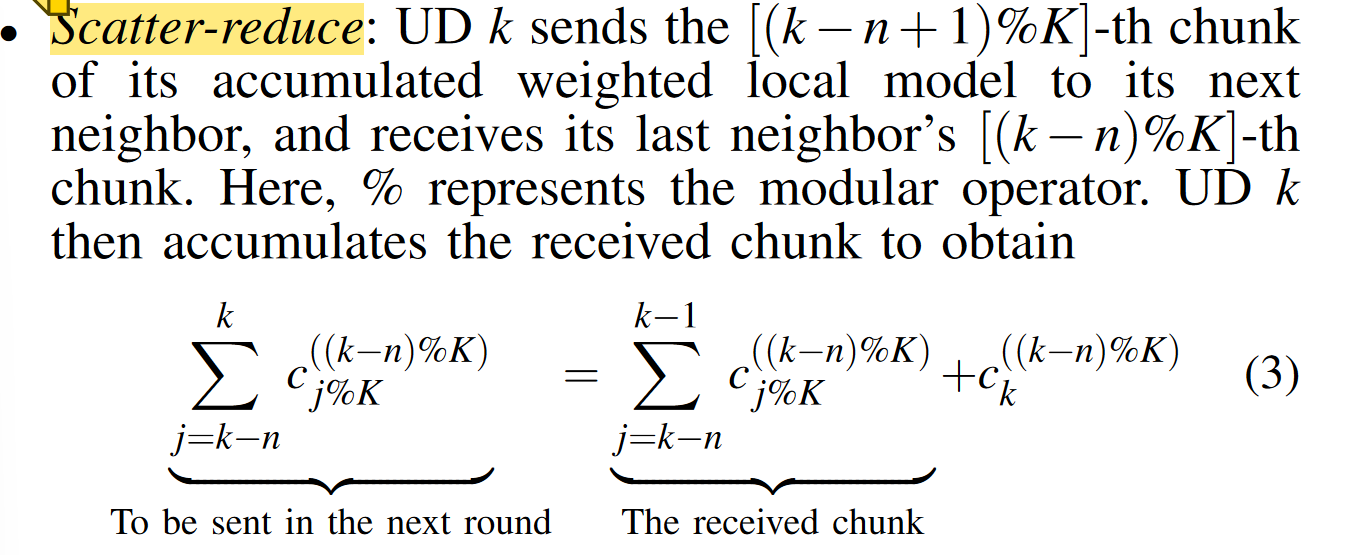 • Scatter-reduce: UD k sends the [(k − n + 1)%K]-th chunk
of its accumulated weighted local model to its next
neighbor, and receives its last neighbor's [(k − n)%K]-th
chunk. Here, % represents the modular operator. UD k
then accumulates the received chunk to obtain
\sum_{j=k-n}^{k} c_{j\%K}^{((k-n)\%K)} = \sum_{j=k-n}^{k-1} c_{j\%K}^{((k-n)\%K)} + c_{k}^{((k-n)\%K)} (3)
To be sent in the next round The received chunk